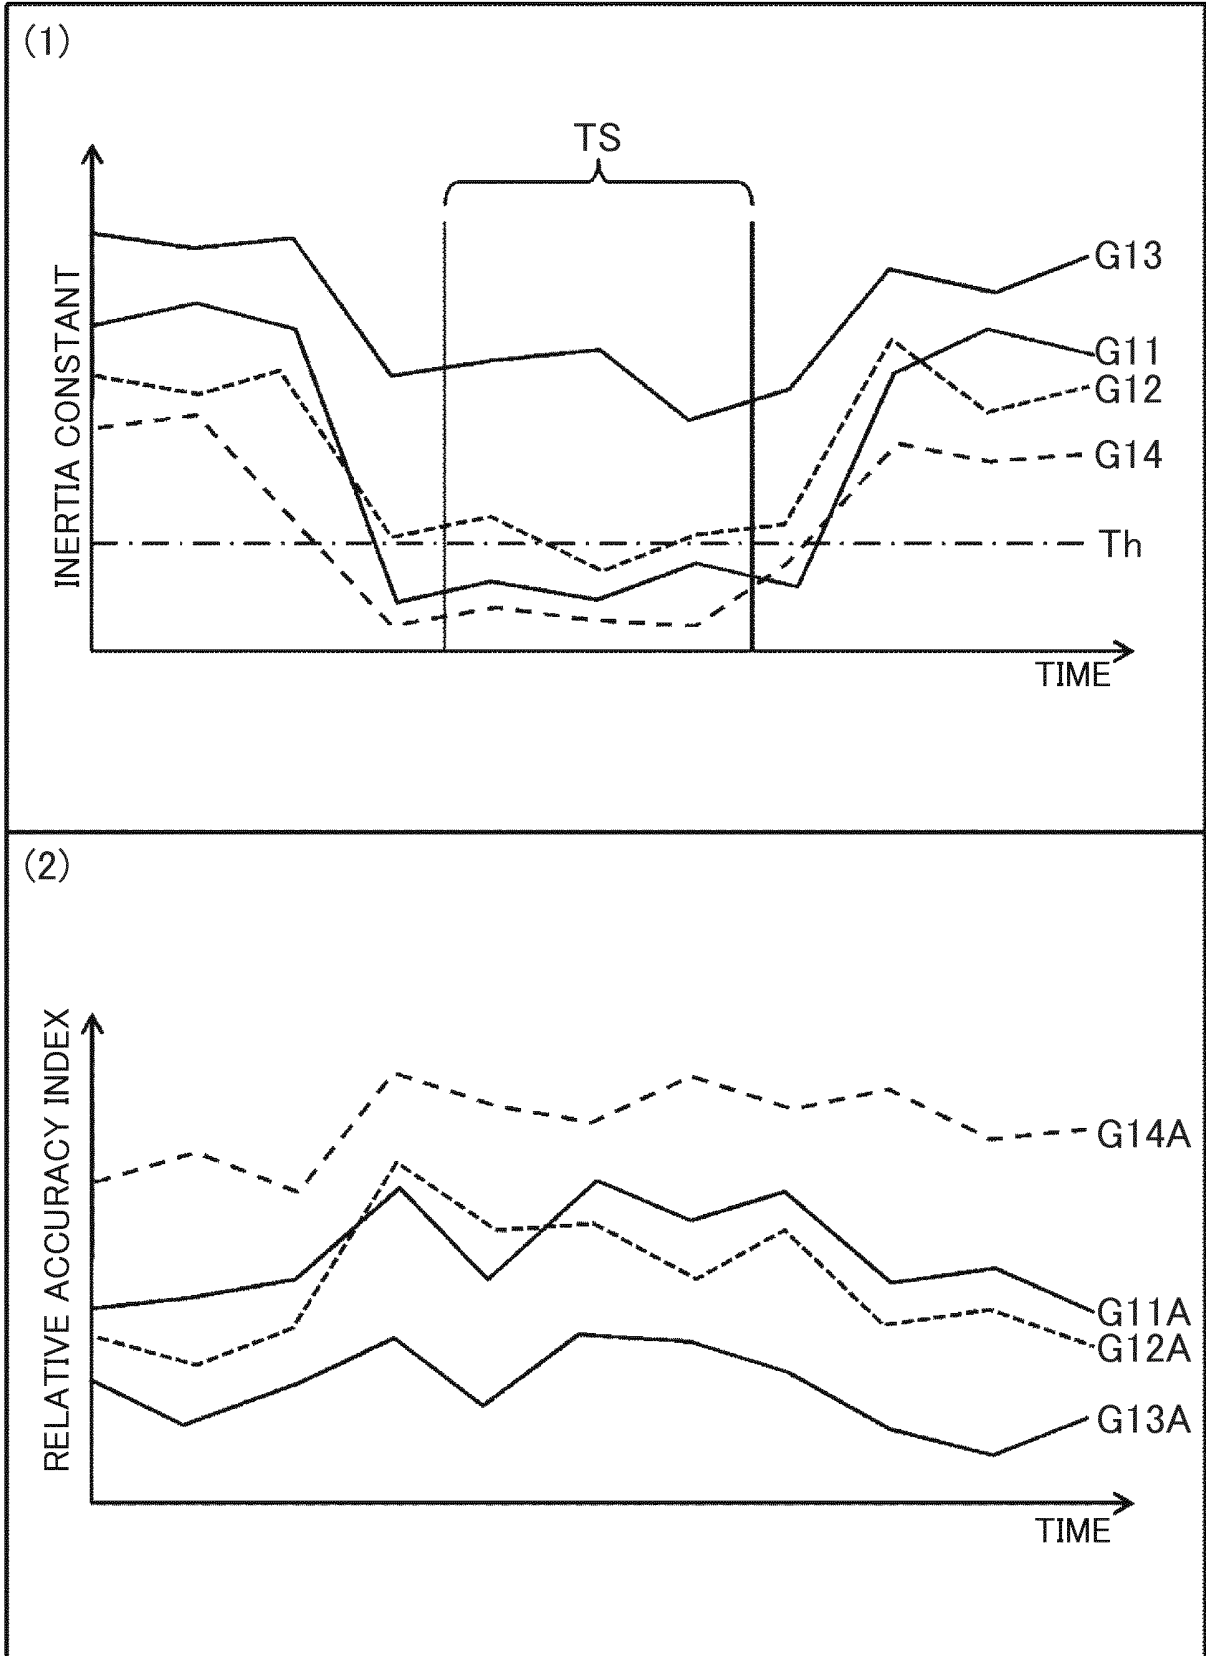 (1)
TS
INERTIA CONSTANT
G13
G11
G12
G14
Th
TIME
(2)
RELATIVE ACCURACY INDEX
G14A
G11A
G12A
G13A
TIME